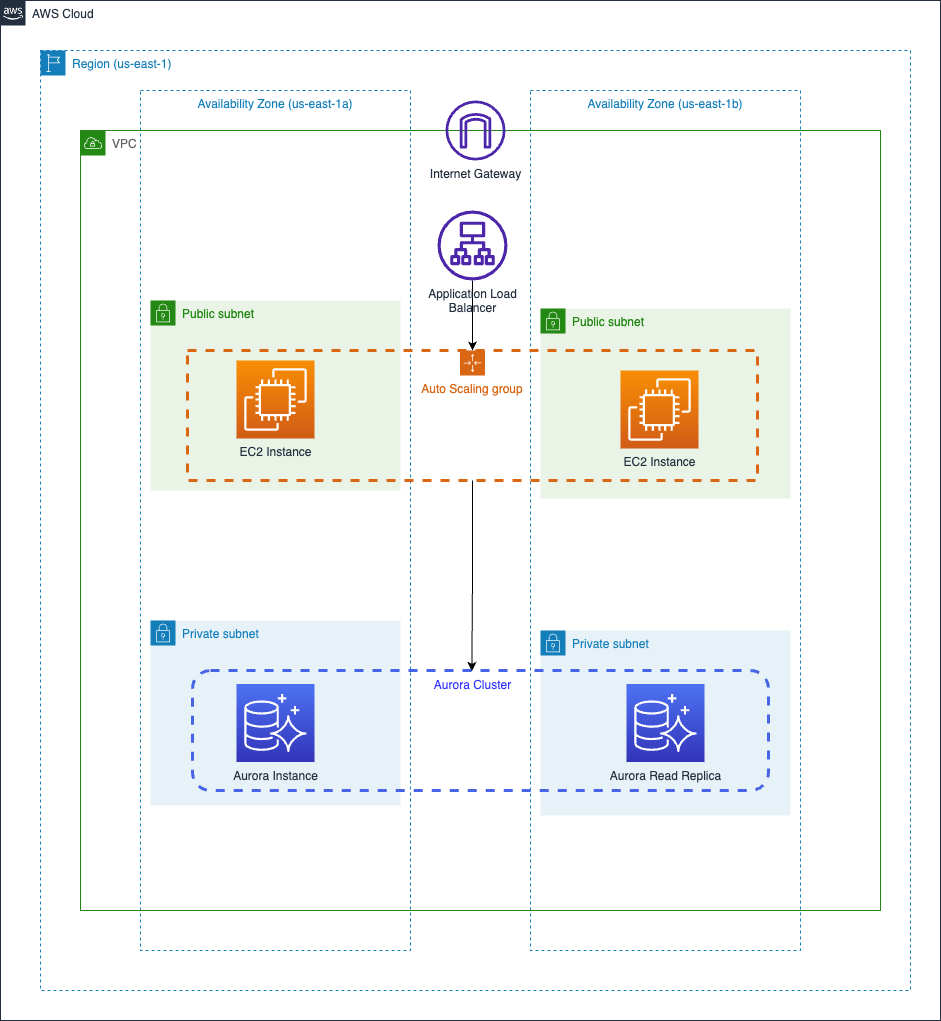 aws
AWS Cloud
Region (us-east-1)
Availability Zone (us-east-1a)
Availability Zone (us-east-1b)
VPC
Internet Gateway
Application Load
Balancer
Public subnet
Public subnet
Auto Scaling group
EC2 Instance
EC2 Instance
Private subnet
Private subnet
Aurora Cluster
Aurora Instance
Aurora Read Replica